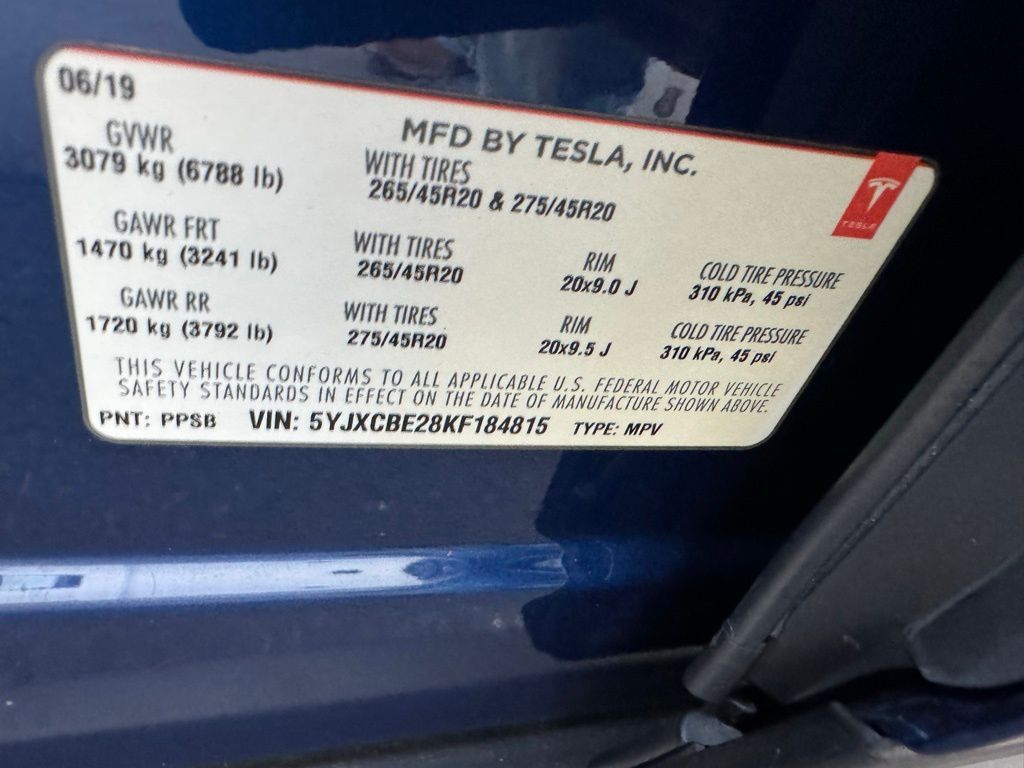 06/19
MFD BY TESLA, INC.
GVWR
3079 kg (6788 lb)
WITH TIRES
265/45R20 & 275/45R20
TESLA
GAWR FRT
1470 kg (3241 lb)
WITH TIRES
265/45R20
RIM
20x9.0 J
COLD TIRE PRESSURE
310 kPa, 45 psi
GAWR RR
1720 kg (3792 lb)
WITH TIRES
275/45R20
RIM
20x9.5 J
COLD TIRE PRESSURE
310 kPa, 45 psi
THIS VEHICLE CONFORMS TO ALL APPLICABLE U.S. FEDERAL MOTOR VEHICLE
SAFETY STANDARDS IN EFFECT ON THE DATE OF MANUFACTURE SHOWN ABOVE.
PNT: PPSB VIN: 5YJXCBE28KF184815 TYPE: MPV